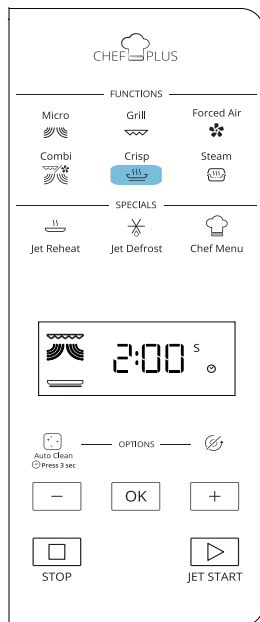 CHEF PLUS
FUNCTIONS
Micro Grill Forced Air
Combi Crisp Steam
SPECIALS
Jet Reheat Jet Defrost Chef Menu
2:00 S
Auto Clean
Press 3 sec
OPTIONS
− OK +
STOP JET START